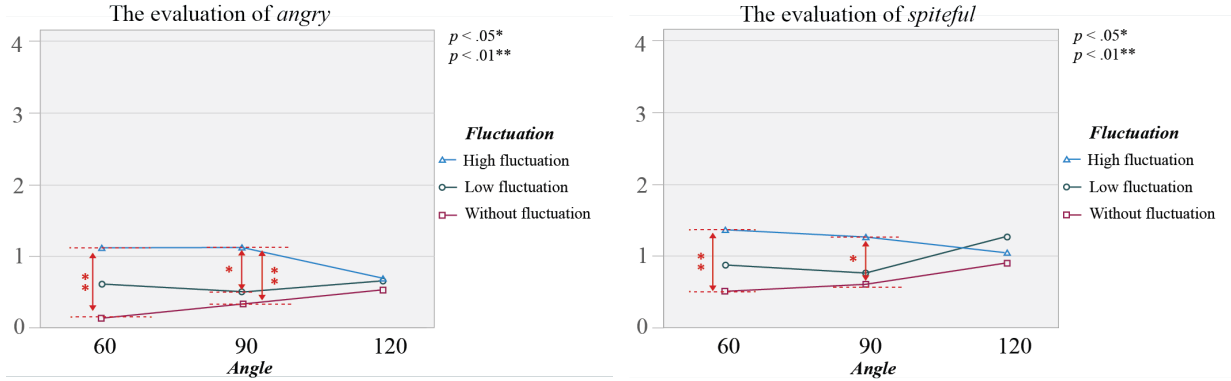 The evaluation of angry
4
3
2
1
0
60 90 120
Angle
p < .05*
p < .01**
Fluctuation
High fluctuation
Low fluctuation
Without fluctuation
**
*
**
The evaluation of spiteful
4
3
2
1
0
60 90 120
Angle
p < .05*
p < .01**
Fluctuation
High fluctuation
Low fluctuation
Without fluctuation
**
*